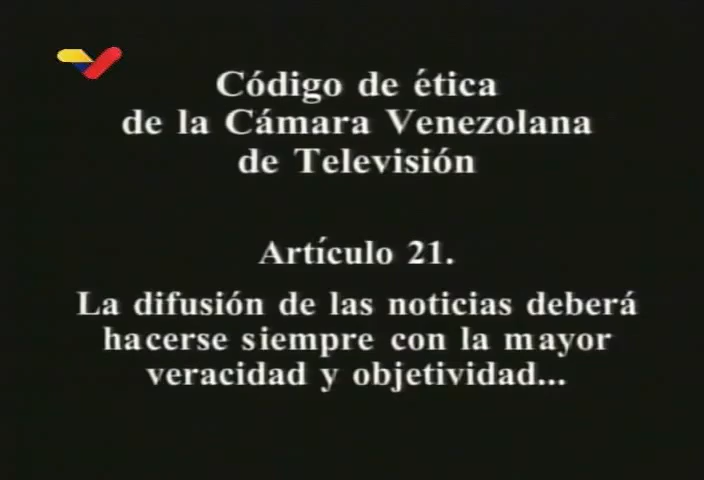 Código de ética
de la Cámara Venezolana
de Televisión
Artículo 21.
La difusión de las noticias deberá
hacerse siempre con la mayor
veracidad y objetividad...